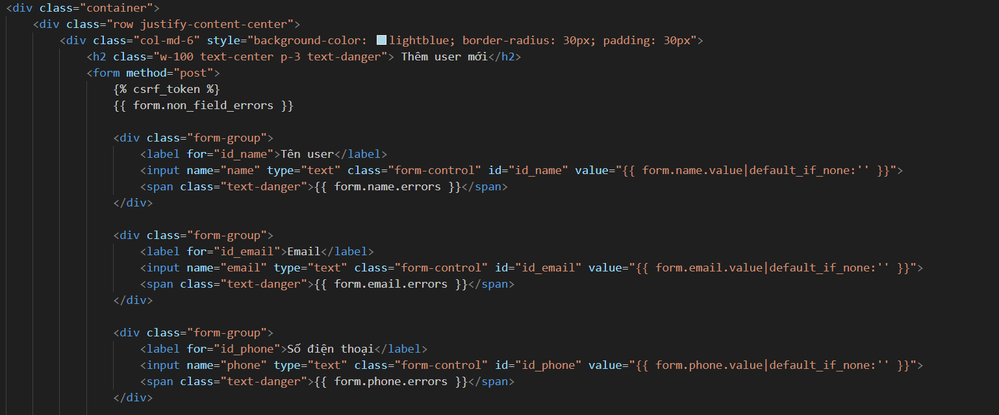 <div class="container">
<div class="row justify-content-center">
<div class="col-md-6" style="background-color: lightblue; border-radius: 30px; padding: 30px">
<h2 class="w-100 text-center p-3 text-danger"> Thêm user mới</h2>
<form method="post">
{% csrf_token %}
{{ form.non_field_errors }}
<div class="form-group">
<label for="id_name">Tên user</label>
<input name="name" type="text" class="form-control" id="id_name" value="{{ form.name.value|default_if_none:'' }}">
<span class="text-danger">{{ form.name.errors }}</span>
</div>
<div class="form-group">
<label for="id_email">Email</label>
<input name="email" type="text" class="form-control" id="id_email" value="{{ form.email.value|default_if_none:'' }}">
<span class="text-danger">{{ form.email.errors }}</span>
</div>
<div class="form-group">
<label for="id_phone">Số điện thoại</label>
<input name="phone" type="text" class="form-control" id="id_phone" value="{{ form.phone.value|default_if_none:'' }}">
<span class="text-danger">{{ form.phone.errors }}</span>
</div>